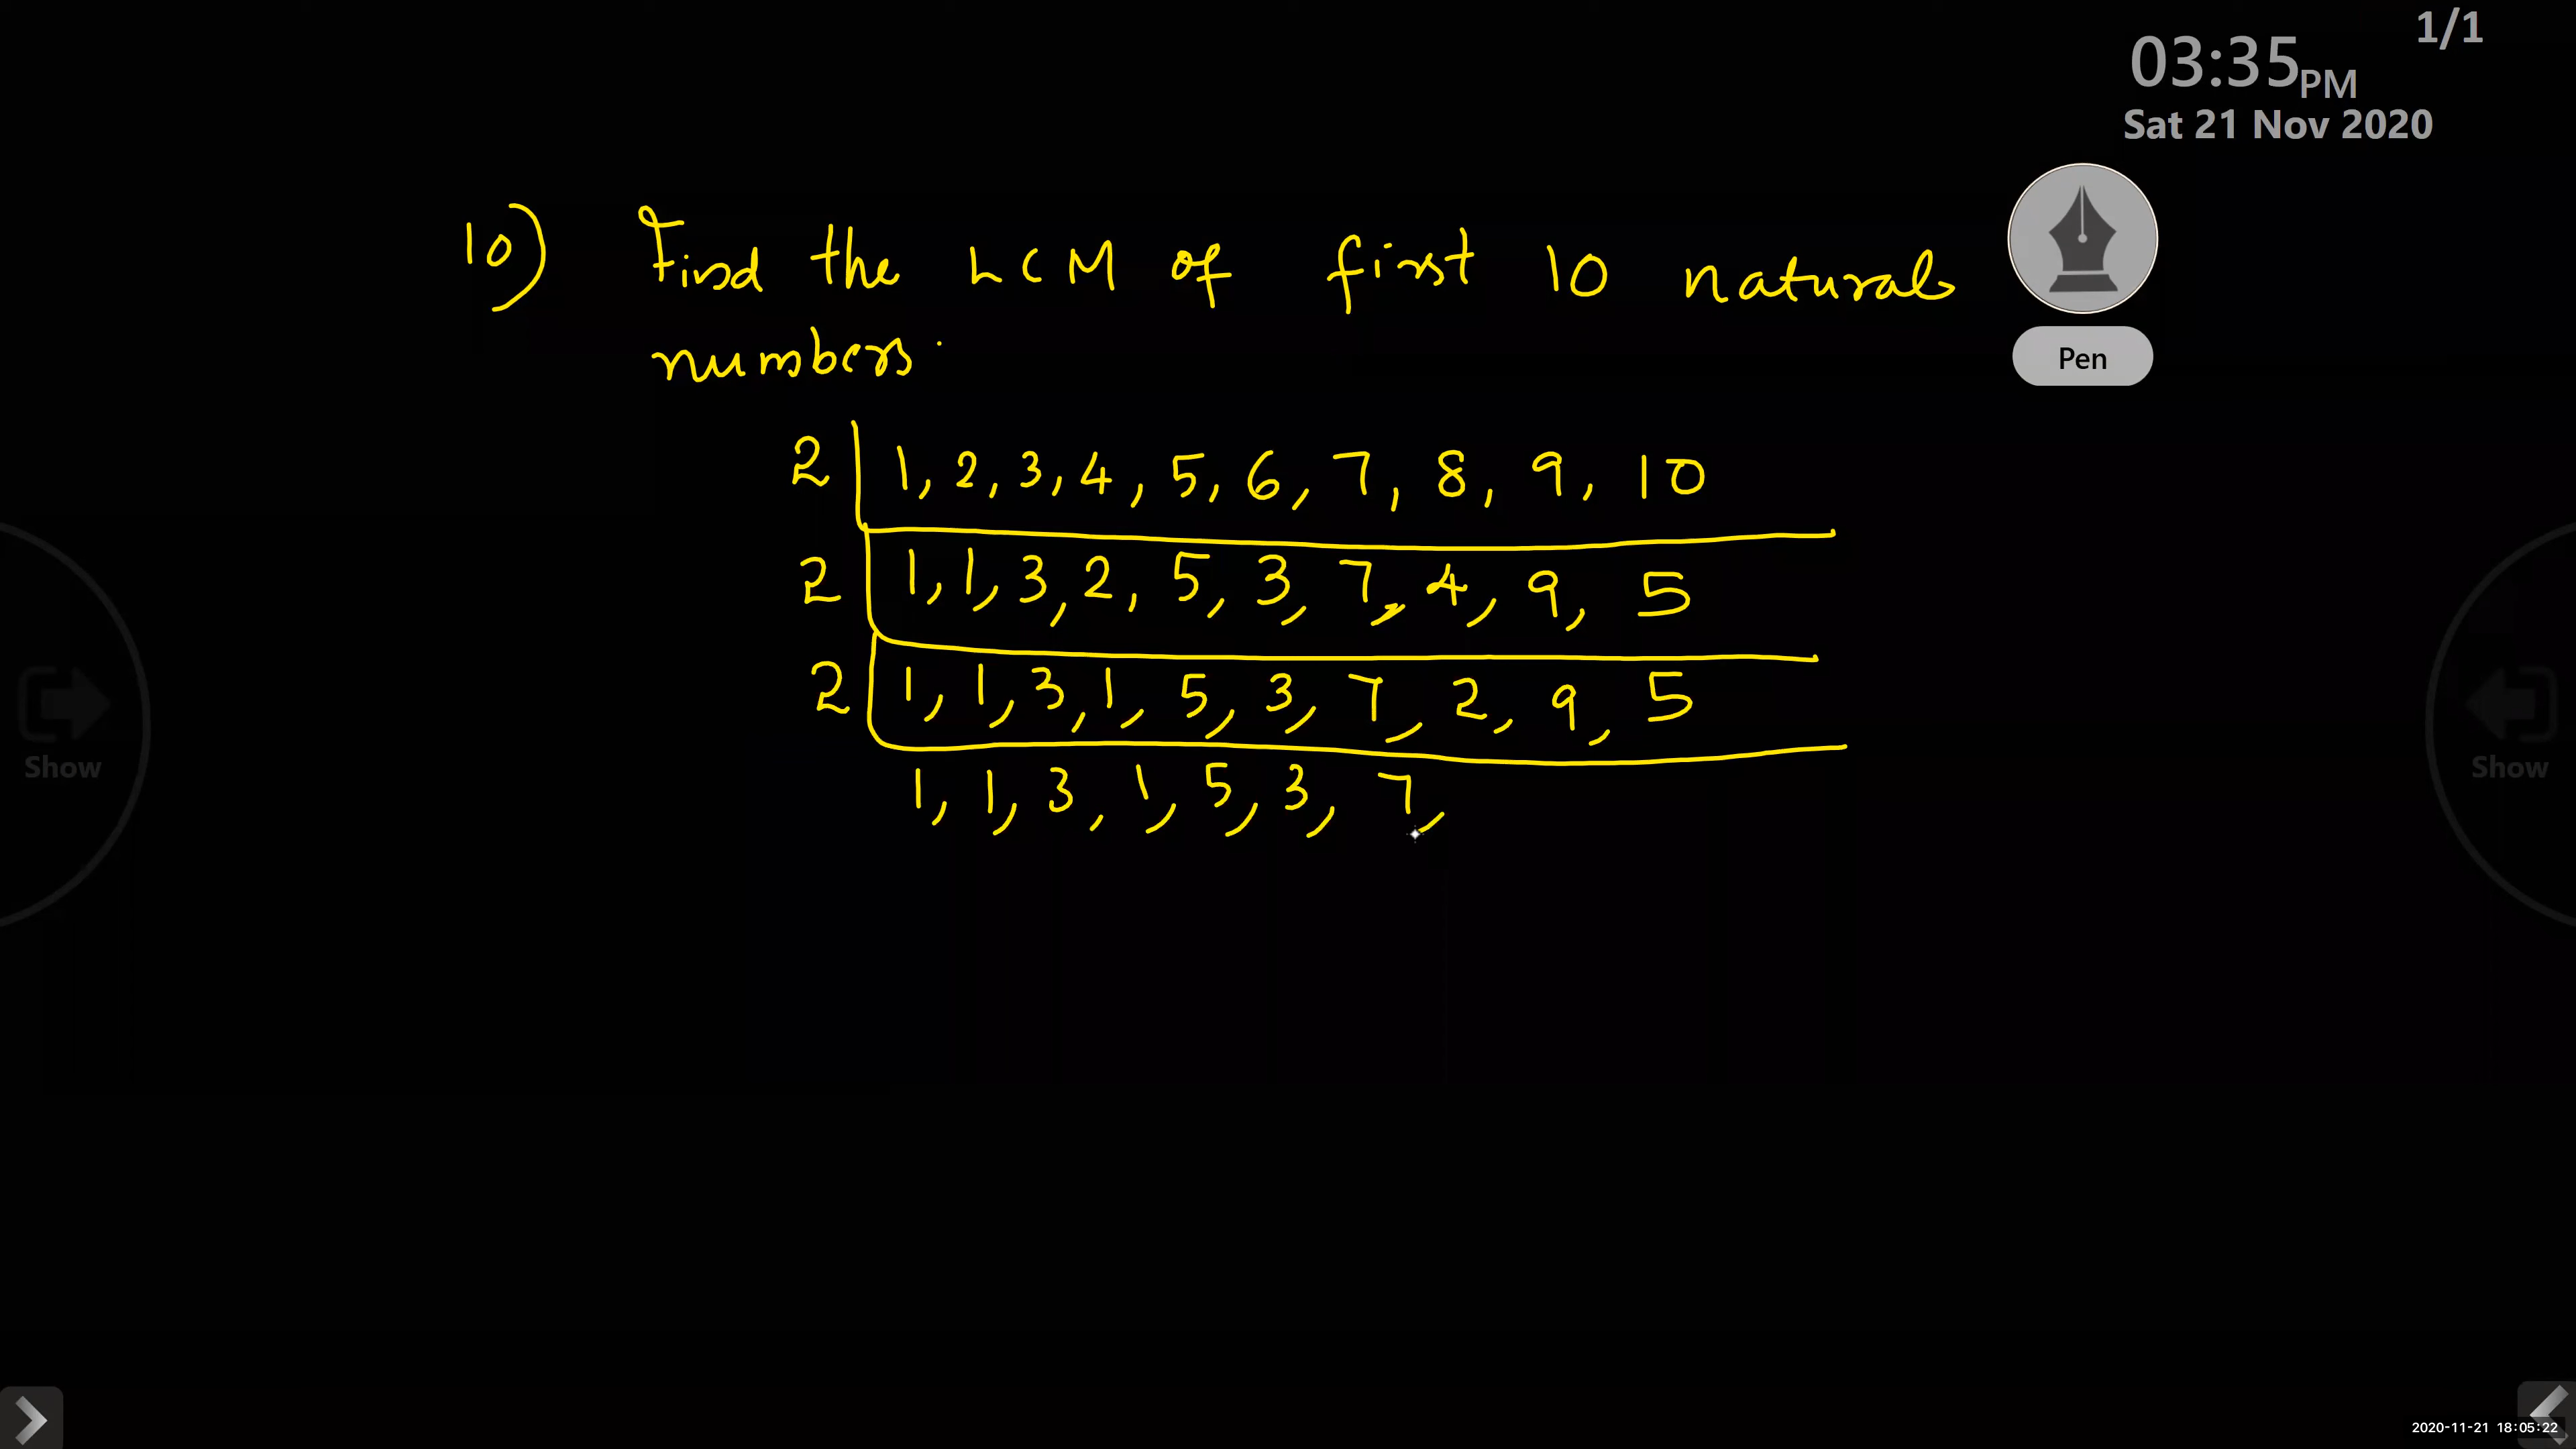 1/1
03:35PM
Sat 21 Nov 2020
10) Find the LCM of first 10 natural
numbers.
Pen
2 1, 2, 3, 4, 5, 6, 7, 8, 9, 10
2 1, 1, 3, 2, 5, 3, 7, 4, 9, 5
2 1, 1, 3, 1, 5, 3, 7, 2, 9, 5
1, 1, 3, 1, 5, 3, 7,
Show
Show
2020-11-21 18:05:22